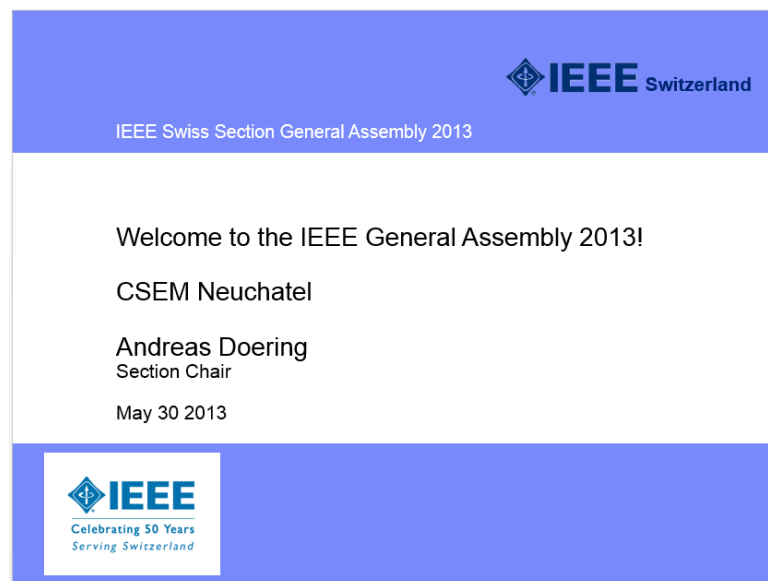 IEEE Switzerland
IEEE Swiss Section General Assembly 2013
Welcome to the IEEE General Assembly 2013!
CSEM Neuchatel
Andreas Doering
Section Chair
May 30 2013
IEEE
Celebrating 50 Years
Serving Switzerland